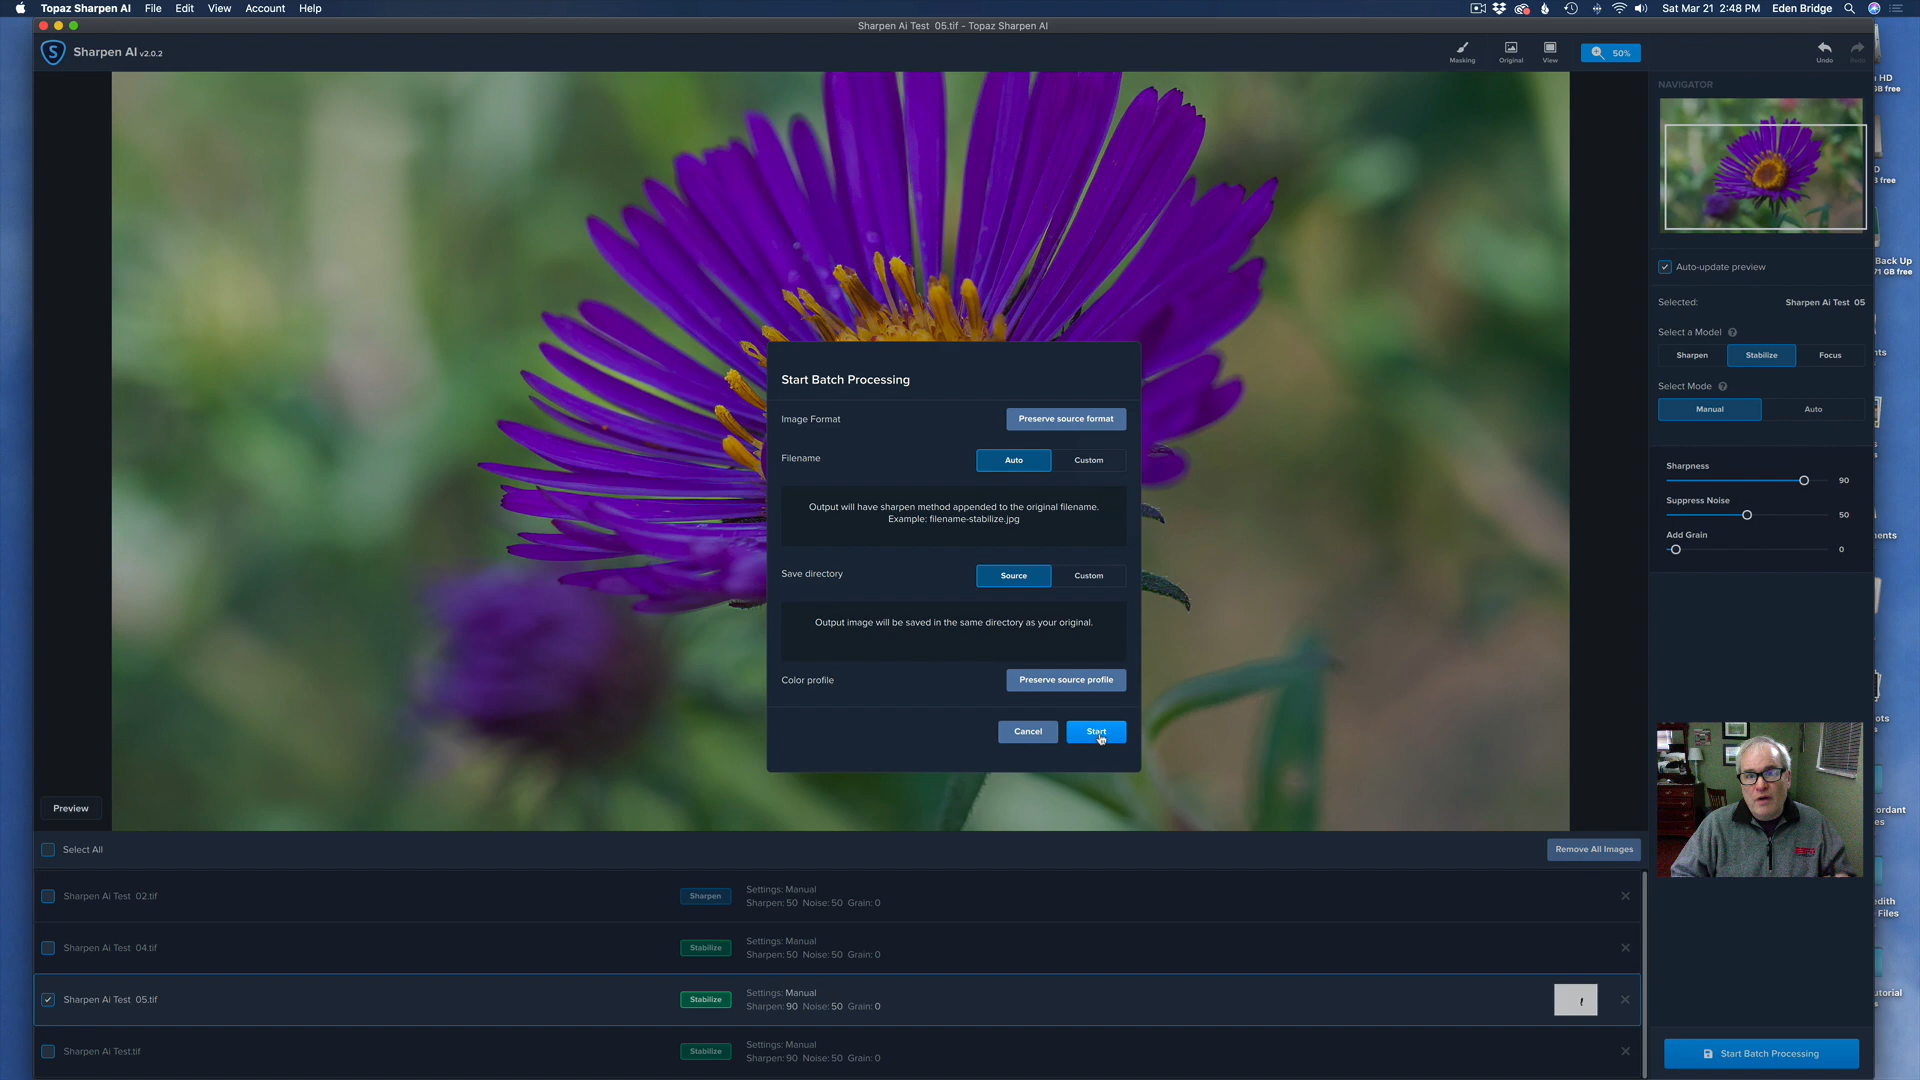 Topaz Sharpen AI File Edit View Account Help
Sat Mar 21 2:48 PM Eden Bridge
Sharpen Ai Test 05.tif - Topaz Sharpen AI
Sharpen AI v2.0.2
Masking
Original
View
50%
Undo
NAVIGATOR
Auto-update preview
Selected: Sharpen Ai Test 05
Select a Model
Sharpen Stabilize Focus
Select Mode
Manual Auto
Sharpness
90
Suppress Noise
50
Add Grain
0
Start Batch Processing
Image Format Preserve source format
Filename Auto Custom
Output will have sharpen method appended to the original filename.
Example: filename-stabilize.jpg
Save directory Source Custom
Output image will be saved in the same directory as your original.
Color profile Preserve source profile
Cancel Start
Preview
Select All Remove All Images
Sharpen Ai Test 02.tif Sharpen Settings: Manual
Sharpen: 50 Noise: 50 Grain: 0
Sharpen Ai Test 04.tif Stabilize Settings: Manual
Sharpen: 50 Noise: 50 Grain: 0
Sharpen Ai Test 05.tif Stabilize Settings: Manual
Sharpen: 90 Noise: 50 Grain: 0
Sharpen Ai Test.tif Stabilize Settings: Manual
Sharpen: 90 Noise: 50 Grain: 0
Start Batch Processing
HD
GB free
Back Up
71 GB free